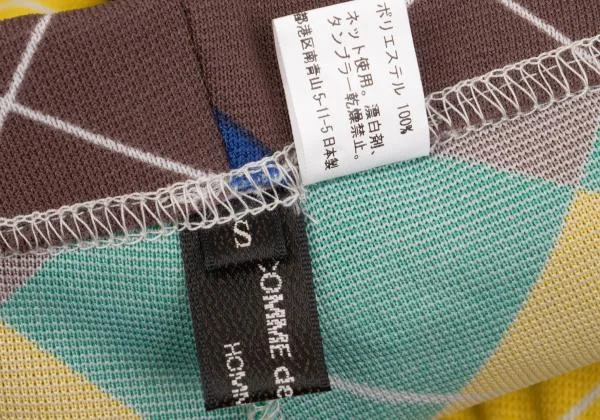 ポリエステル 100%
ネット使用。漂白剤、
タンブラー乾燥禁止。
都港区南青山5-11-5日本製
S
COMME de
HOMM